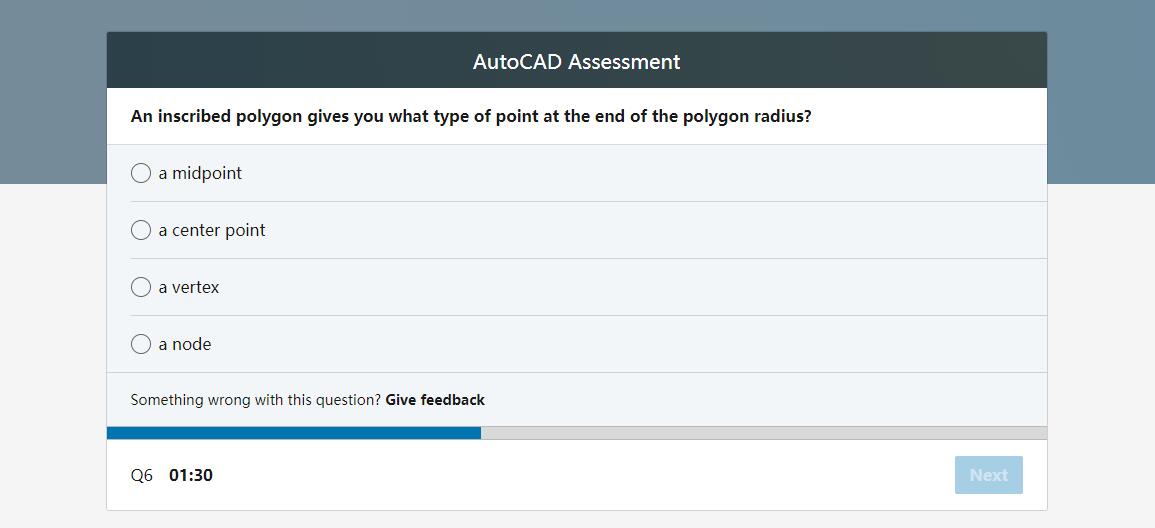 AutoCAD Assessment
An inscribed polygon gives you what type of point at the end of the polygon radius?
a midpoint
a center point
a vertex
a node
Something wrong with this question? Give feedback
Q6 01:30 Next